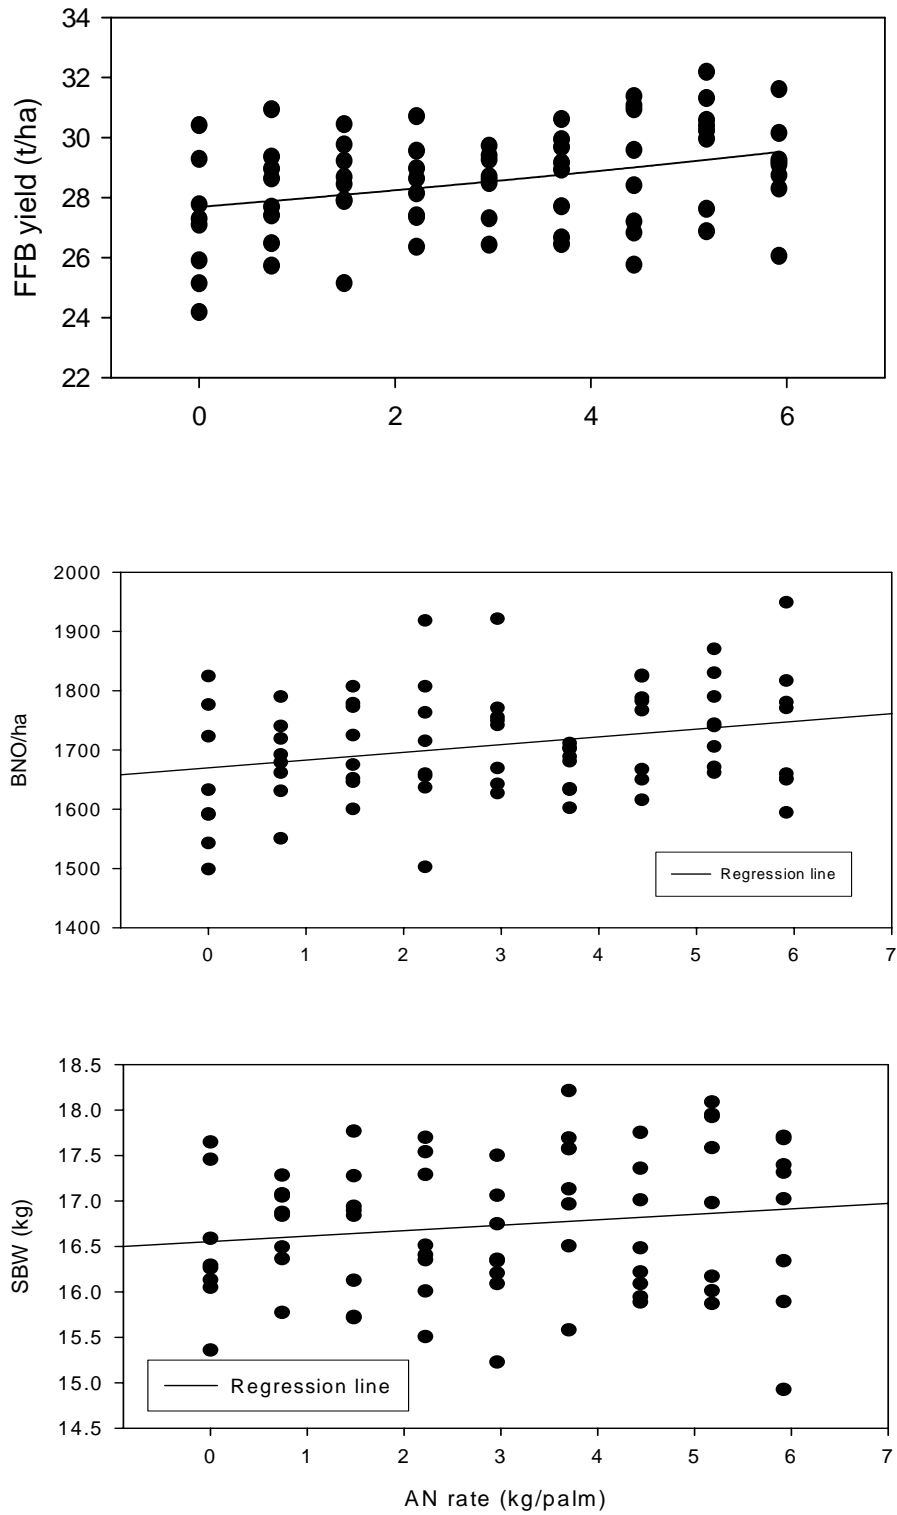 34
32
30
28
26
24
22
FFB yield (t/ha)
0 2 4 6
2000
1900
1800
1700
1600
1500
1400
BNO/ha
Regression line
0 1 2 3 4 5 6 7
18.5
18.0
17.5
17.0
16.5
16.0
15.5
15.0
14.5
SBW (kg)
Regression line
0 1 2 3 4 5 6 7
AN rate (kg/palm)